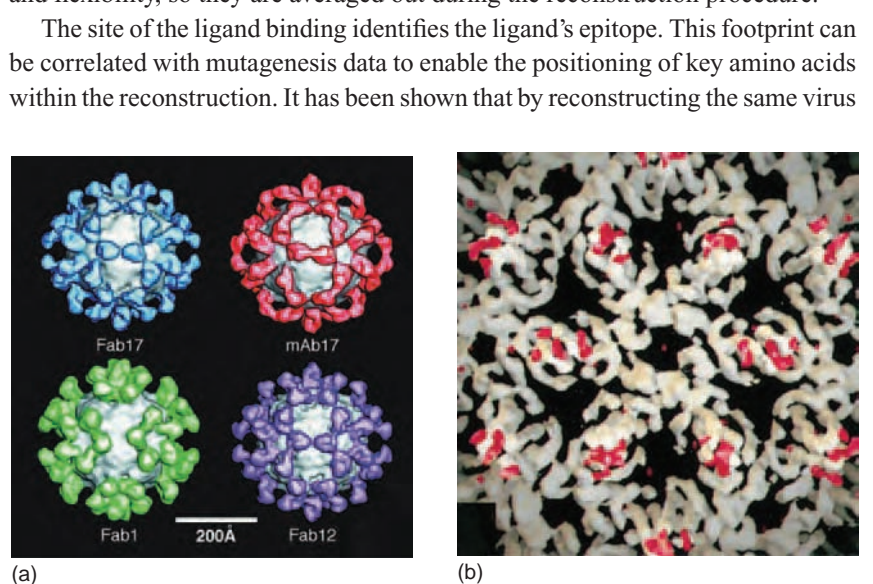 and flexibility, so they are averaged out during the reconstruction procedure.
The site of the ligand binding identifies the ligand’s epitope. This footprint can
be correlated with mutagenesis data to enable the positioning of key amino acids
within the reconstruction. It has been shown that by reconstructing the same virus
Fab17
mAb17
Fab1
200Å
Fab12
(a)
(b)